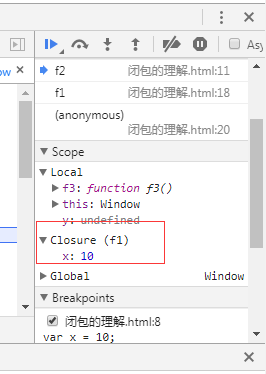 Asy
ow ×
f2 闭包的理解.html:11
f1 闭包的理解.html:18
(anonymous)
闭包的理解.html:20
Scope
Local
f3: function f3()
this: Window
y: undefined
Closure (f1)
x: 10
Global Window
Breakpoints
闭包的理解.html:8
var x = 10;